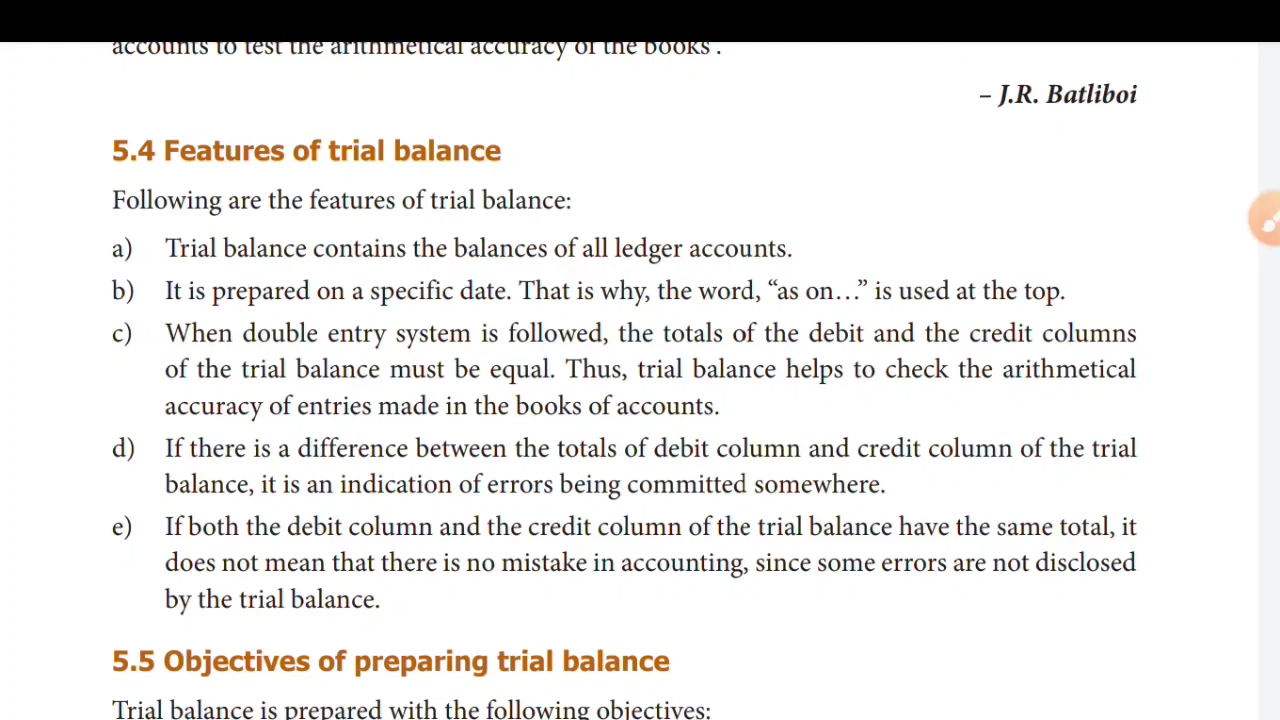 accounts to test the arithmetical accuracy of the books'.
– J.R. Batliboi
5.4 Features of trial balance
Following are the features of trial balance:
a) Trial balance contains the balances of all ledger accounts.
b) It is prepared on a specific date. That is why, the word, “as on…” is used at the top.
c) When double entry system is followed, the totals of the debit and the credit columns
of the trial balance must be equal. Thus, trial balance helps to check the arithmetical
accuracy of entries made in the books of accounts.
d) If there is a difference between the totals of debit column and credit column of the trial
balance, it is an indication of errors being committed somewhere.
e) If both the debit column and the credit column of the trial balance have the same total, it
does not mean that there is no mistake in accounting, since some errors are not disclosed
by the trial balance.
5.5 Objectives of preparing trial balance
Trial balance is prepared with the following objectives: